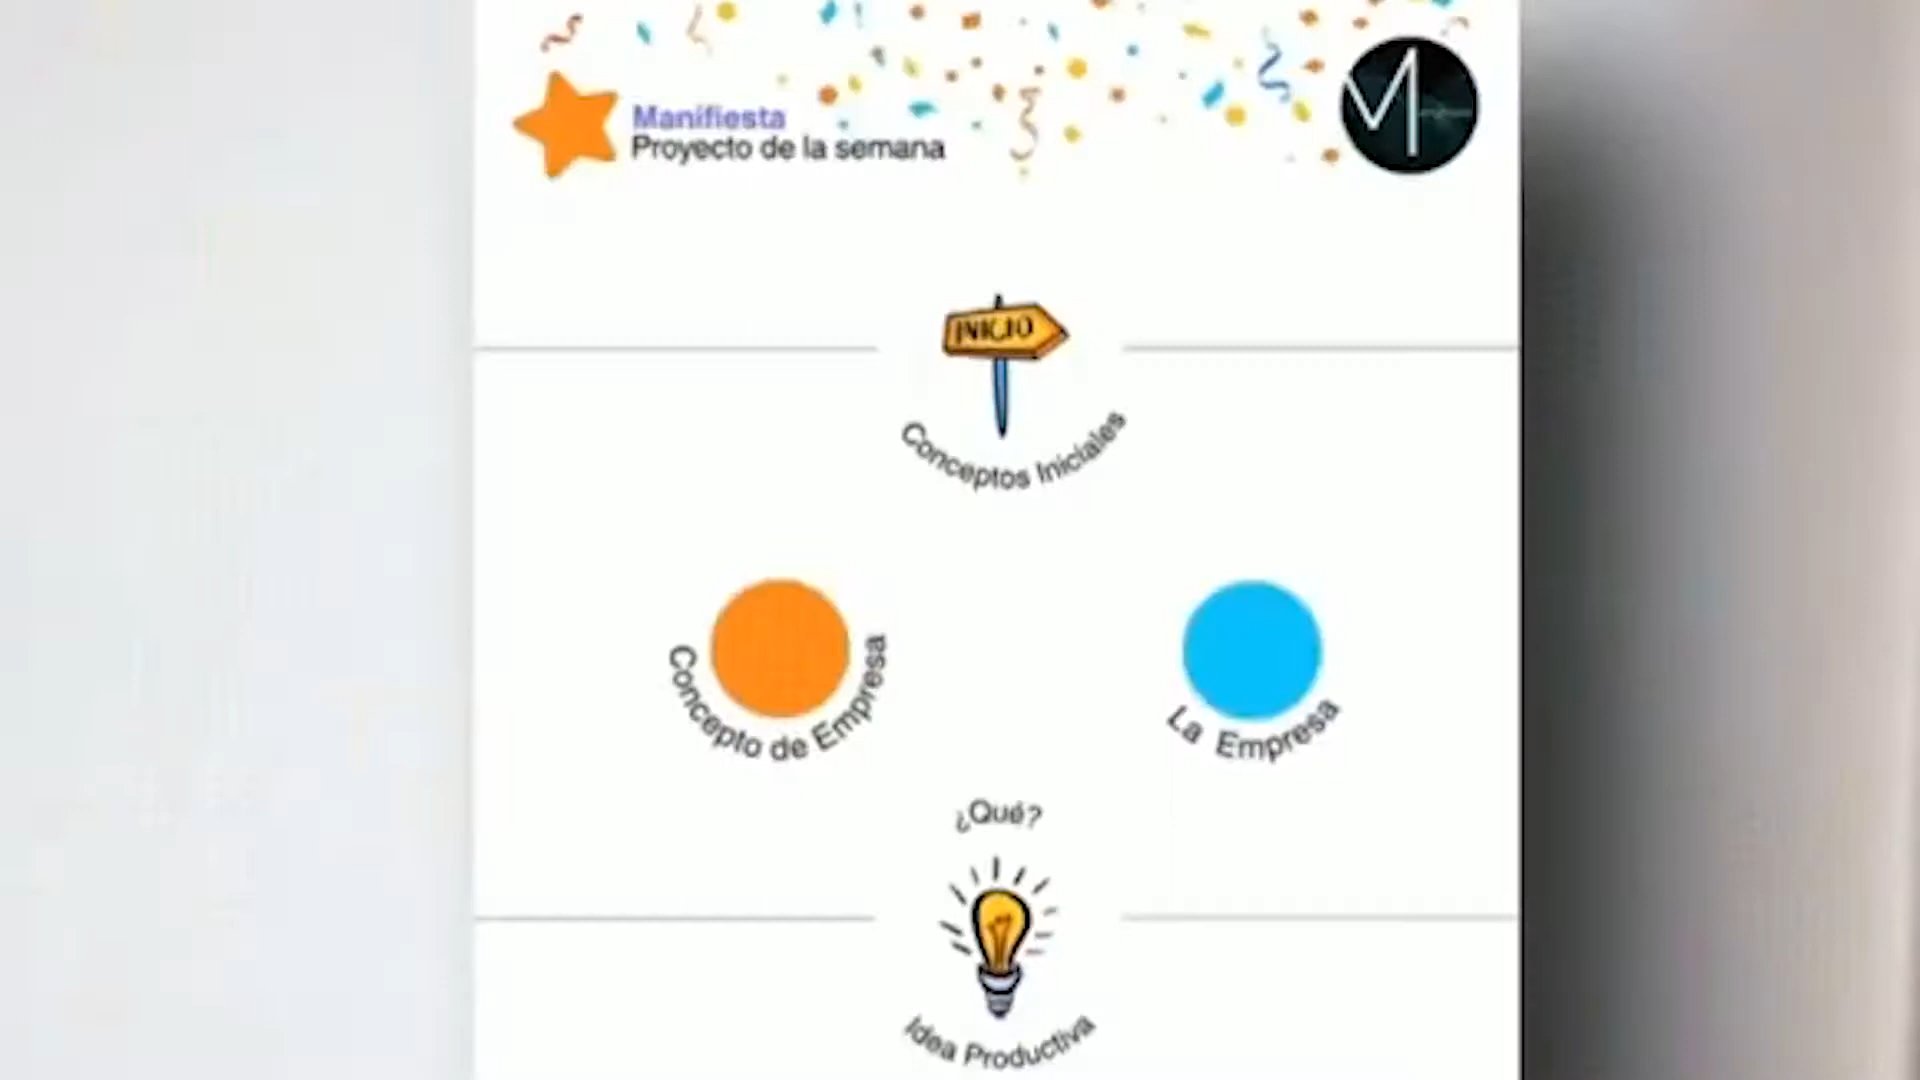 Manifiesta
Proyecto de la semana
INICIO
Conceptos Iniciales
Concepto de Empresa
La Empresa
¿Qué?
Idea Productiva